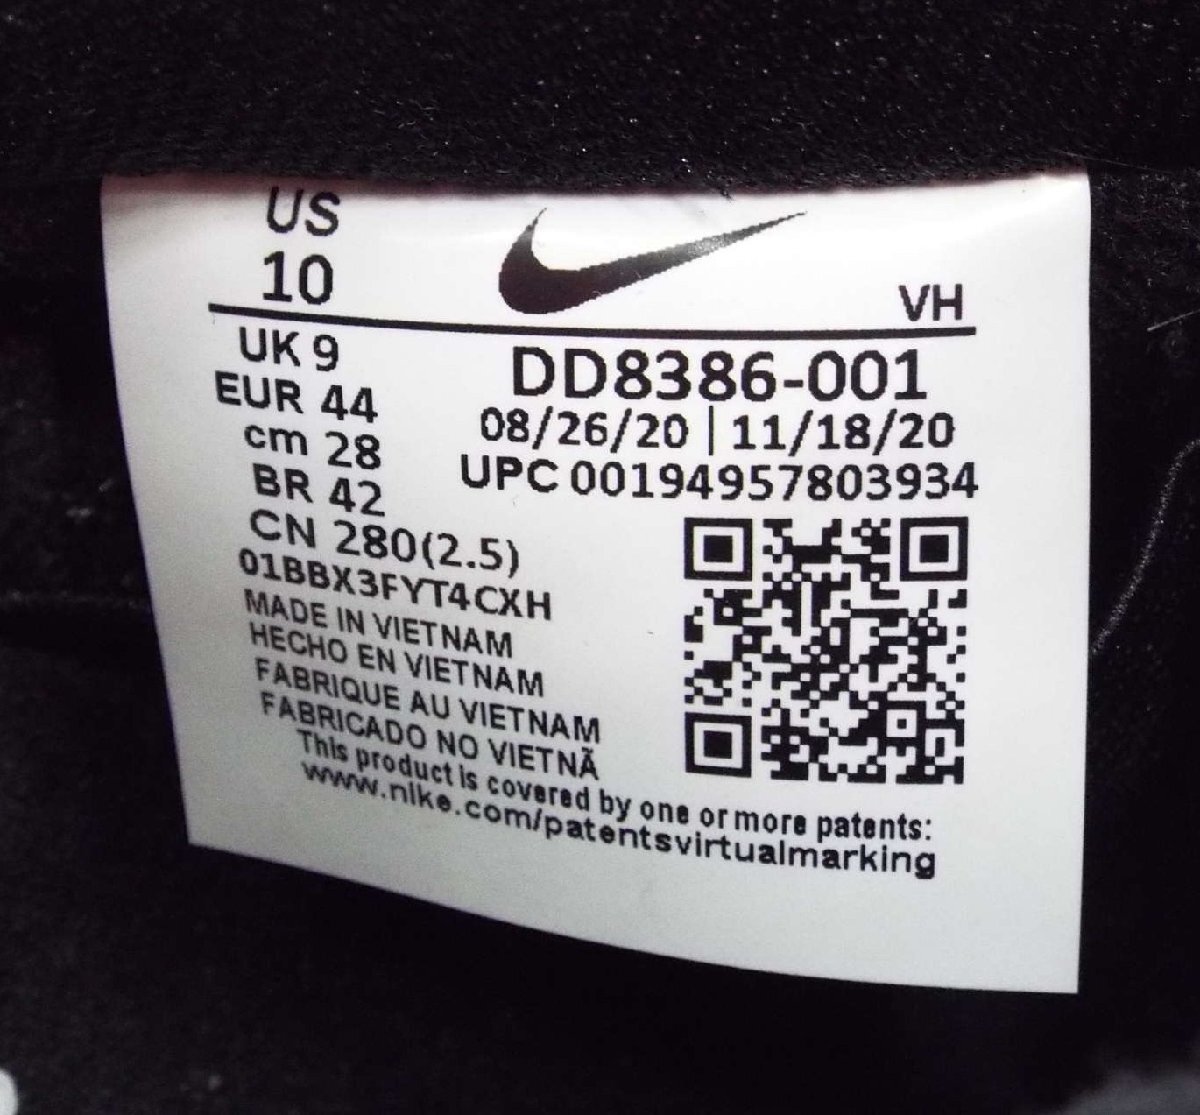 US
10
VH
UK 9
EUR 44
cm 28
BR 42
CN 280(2.5)
01BBX3FYT4CXH
DD8386-001
08/26/20 | 11/18/20
UPC 00194957803934
MADE IN VIETNAM
HECHO EN VIETNAM
FABRIQUE AU VIETNAM
FABRICADO NO VIETNÃ
This product is covered by one or more patents:
www.nike.com/patentsvirtualmarking